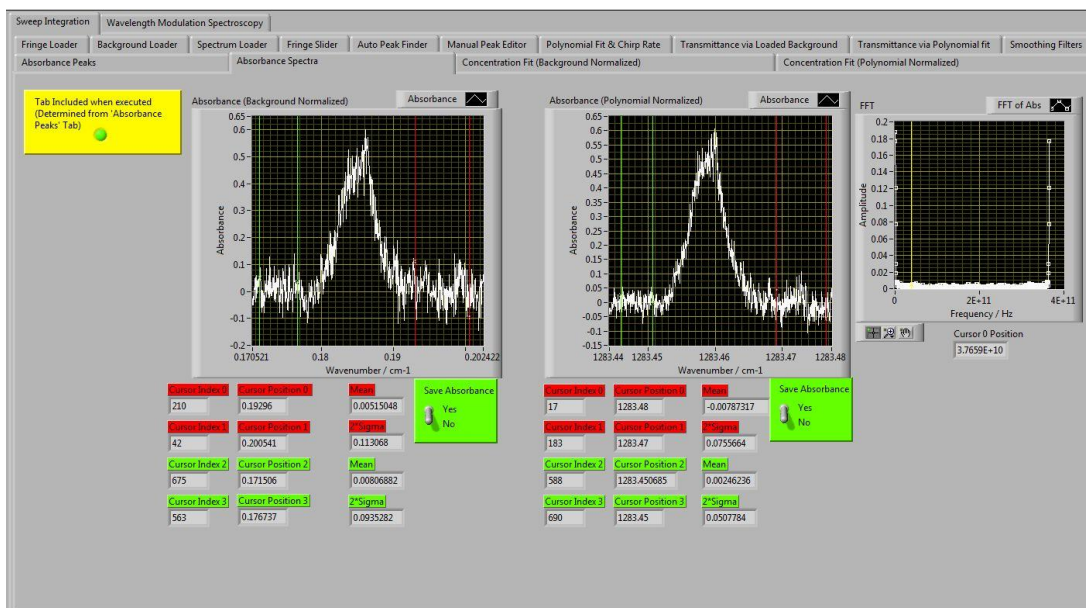 Sweep Integration Wavelength Modulation Spectroscopy
Fringe Loader Background Loader Spectrum Loader Fringe Slider Auto Peak Finder Manual Peak Editor Polynomial Fit & Chirp Rate Transmittance via Loaded Background Transmittance via Polynomial fit Smoothing Filters
Absorbance Peaks Absorbance Spectra Concentration Fit (Background Normalized) Concentration Fit (Polynomial Normalized)
Tab Included when executed
(Determined from 'Absorbance
Peaks' Tab)
Absorbance (Background Normalized) Absorbance
0.65
0.6
0.5
0.4
0.3
0.2
0.1
0
-0.1
-0.2
Absorbance
0.170521 0.18 0.19 0.202422
Wavenumber / cm-1
Cursor Index 0 Cursor Position 0 Mean
210 0.19296 0.00515048
Cursor Index 1 Cursor Position 1 2*Sigma
42 0.200541 0.113068
Cursor Index 2 Cursor Position 2 Mean
675 0.171506 0.00806882
Cursor Index 3 Cursor Position 3 2*Sigma
563 0.176737 0.0935282
Save Absorbance
Yes
No
Absorbance (Polynomial Normalized) Absorbance
0.65
0.6
0.5
0.4
0.3
0.2
0.1
0.05
0
-0.05
-0.1
-0.15
Absorbance
1283.44 1283.45 1283.46 1283.47 1283.48
Wavenumber / cm-1
Cursor Index 0 Cursor Position 0 Mean
17 1283.48 -0.00787317
Cursor Index 1 Cursor Position 1 2*Sigma
183 1283.47 0.0755664
Cursor Index 2 Cursor Position 2 Mean
588 1283.450685 0.00246236
Cursor Index 3 Cursor Position 3 2*Sigma
690 1283.45 0.0507784
Save Absorbance
Yes
No
FFT FFT of Abs
0.2
0.18
0.16
0.14
0.12
0.1
0.08
0.06
0.04
0.02
0
Amplitude
0 2E+11 4E+11
Frequency / Hz
Cursor 0 Position
3.7659E+10